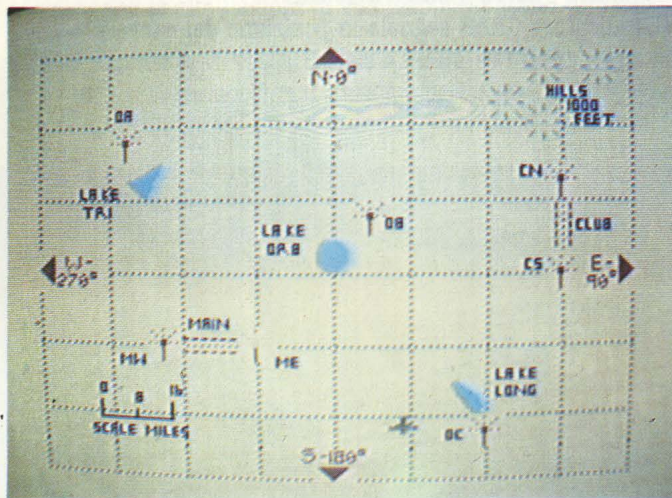 N-0°
HILLS
1000
FEET
OA
CN
LAKE
TRI
OB
CLUB
LAKE
ORB
W-
270°
CS
E-
90°
MAIN
MW
ME
LAKE
LONG
0 8 16
SCALE MILES
OC
S-180°